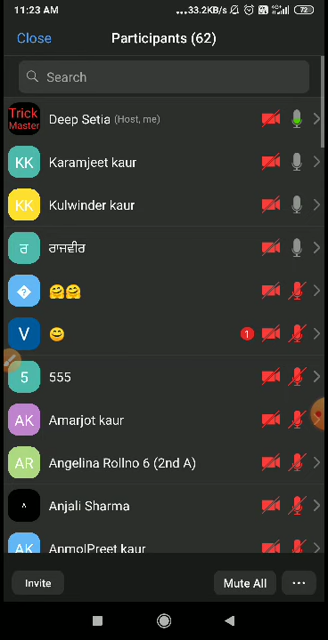 11:23 AM ...33.2KB/s 72
Close Participants (62)
Search
Trick Master Deep Setia (Host, me)
KK Karamjeet kaur
KK Kulwinder kaur
ਰ ਰਾਜਵੀਰ
� 🤗🤗
V 😊 1
5 555
AK Amarjot kaur
AR Angelina Rollno 6 (2nd A)
^ Anjali Sharma
AK AnmolPreet kaur
Invite Mute All ...